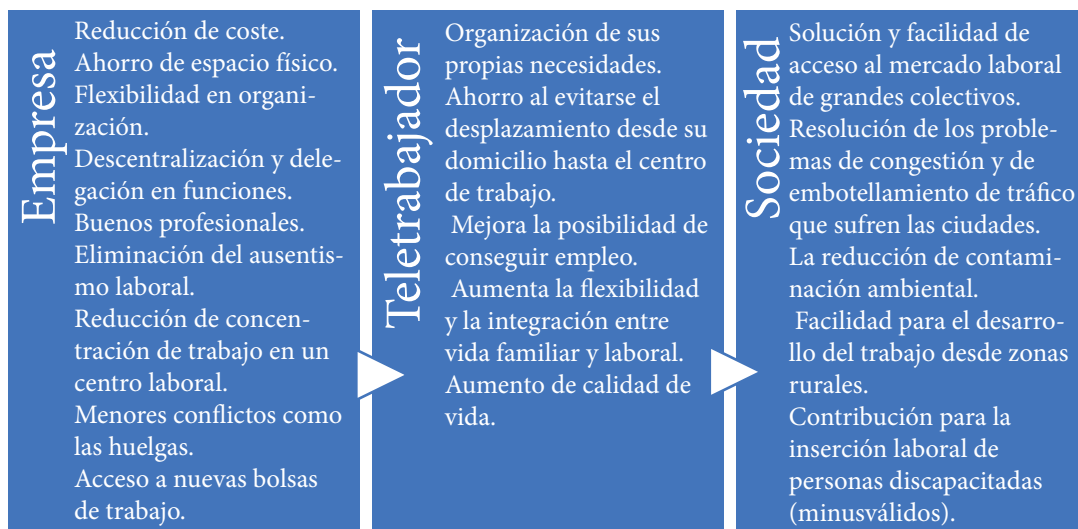 Empresa
Reducción de coste.
Ahorro de espacio físico.
Flexibilidad en organi-
zación.
Descentralización y dele-
gación en funciones.
Buenos profesionales.
Eliminación del ausentis-
mo laboral.
Reducción de concen-
tración de trabajo en un
centro laboral.
Menores conflictos como
las huelgas.
Acceso a nuevas bolsas
de trabajo.
Teletrabajador
Organización de sus
propias necesidades.
Ahorro al evitarse el
desplazamiento desde su
domicilio hasta el centro
de trabajo.
Mejora la posibilidad de
conseguir empleo.
Aumenta la flexibilidad
y la integración entre
vida familiar y laboral.
Aumento de calidad de
vida.
Sociedad
Solución y facilidad de
acceso al mercado laboral
de grandes colectivos.
Resolución de los proble-
mas de congestión y de
embotellamiento de tráfico
que sufren las ciudades.
La reducción de contami-
nación ambiental.
Facilidad para el desarro-
llo del trabajo desde zonas
rurales.
Contribución para la
inserción laboral de
personas discapacitadas
(minusválidos).